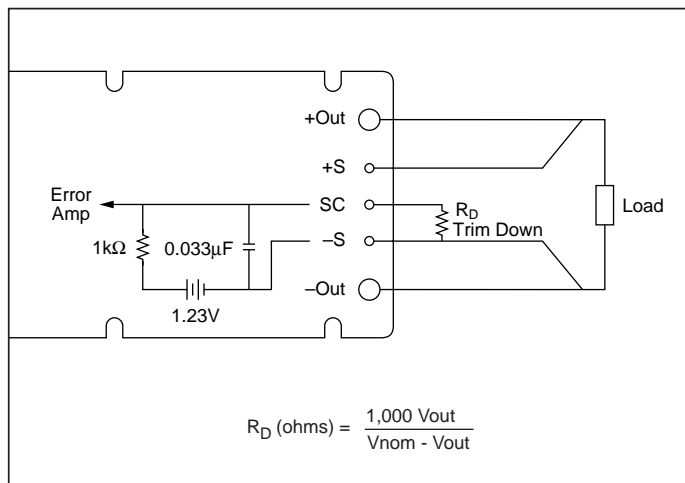 +Out
+S
Error
Amp
SC
R_D
Trim Down
Load
1kΩ
0.033µF
–S
–Out
1.23V
R_D (ohms) = 1,000 Vout
Vnom - Vout